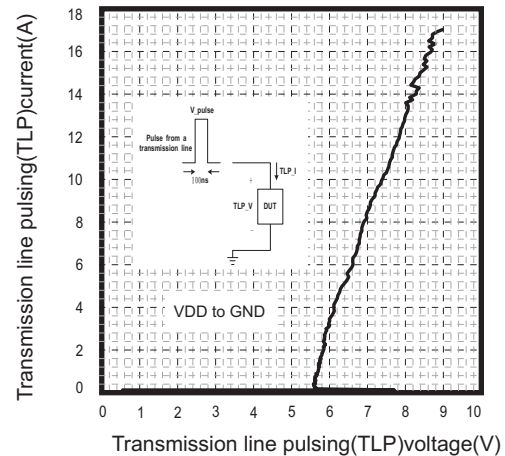 Transmission line pulsing(TLP)current(A)
18
16
14
12
10
8
6
4
2
0
V_pulse
Pulse from a
transmission line
100ns
TLP_I
+
TLP_V
DUT
-
VDD to GND
0 1 2 3 4 5 6 7 8 9 10
Transmission line pulsing(TLP)voltage(V)